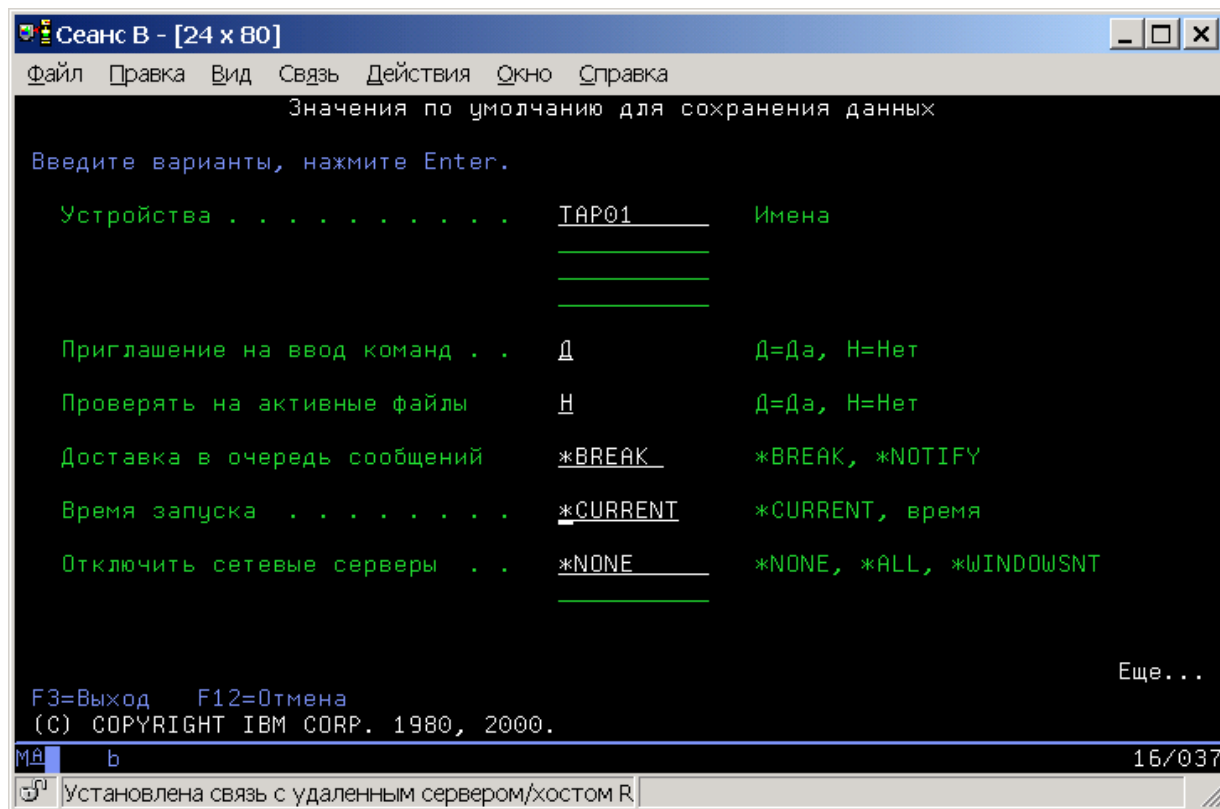 Сеанс B - [24 x 80]
Файл Правка Вид Связь Действия Окно Справка
Значения по умолчанию для сохранения данных
Введите варианты, нажмите Enter.
Устройства . . . . . . . . . . TAP01 Имена
Приглашение на ввод команд . . Д Д=Да, Н=Нет
Проверять на активные файлы Н Д=Да, Н=Нет
Доставка в очередь сообщений *BREAK *BREAK, *NOTIFY
Время запуска . . . . . . . . *CURRENT *CURRENT, время
Отключить сетевые серверы . . *NONE *NONE, *ALL, *WINDOWSNT
Еще...
F3=Выход F12=Отмена
(C) COPYRIGHT IBM CORP. 1980, 2000.
MA b 16/037
Установлена связь с удаленным сервером/хостом R